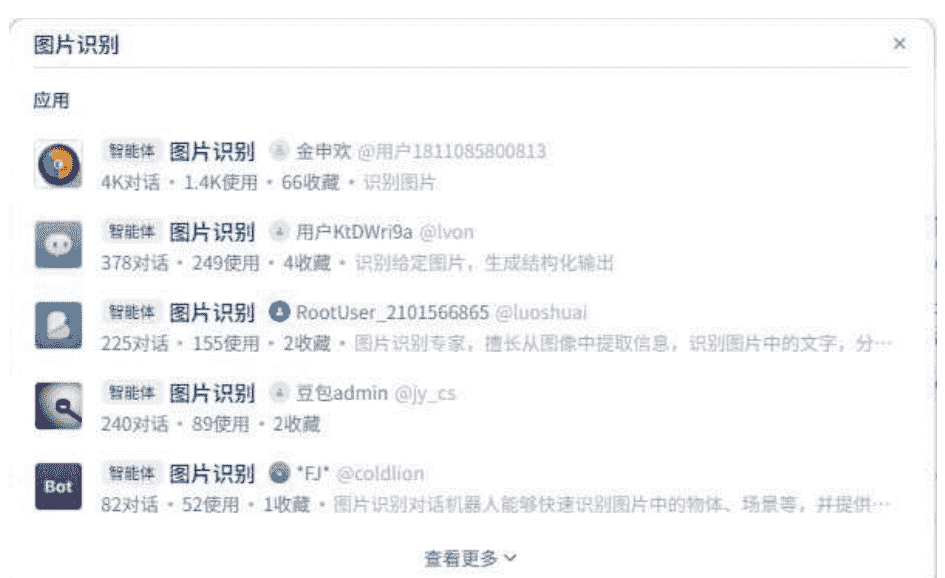 图片识别 ×
应用
智能体 图片识别 金申欢 @用户1811085800813
4K对话 • 1.4K使用 • 66收藏 • 识别图片
智能体 图片识别 用户KtDWri9a @lvon
378对话 • 249使用 • 4收藏 • 识别给定图片，生成结构化输出
智能体 图片识别 RootUser_2101566865 @luoshuai
225对话 • 155使用 • 2收藏 • 图片识别专家，擅长从图像中提取信息，识别图片中的文字，分…
智能体 图片识别 豆包admin @jy_cs
240对话 • 89使用 • 2收藏
Bot 智能体 图片识别 *FJ* @coldlion
82对话 • 52使用 • 1收藏 • 图片识别对话机器人能够快速识别图片中的物体、场景等，并提供…
查看更多